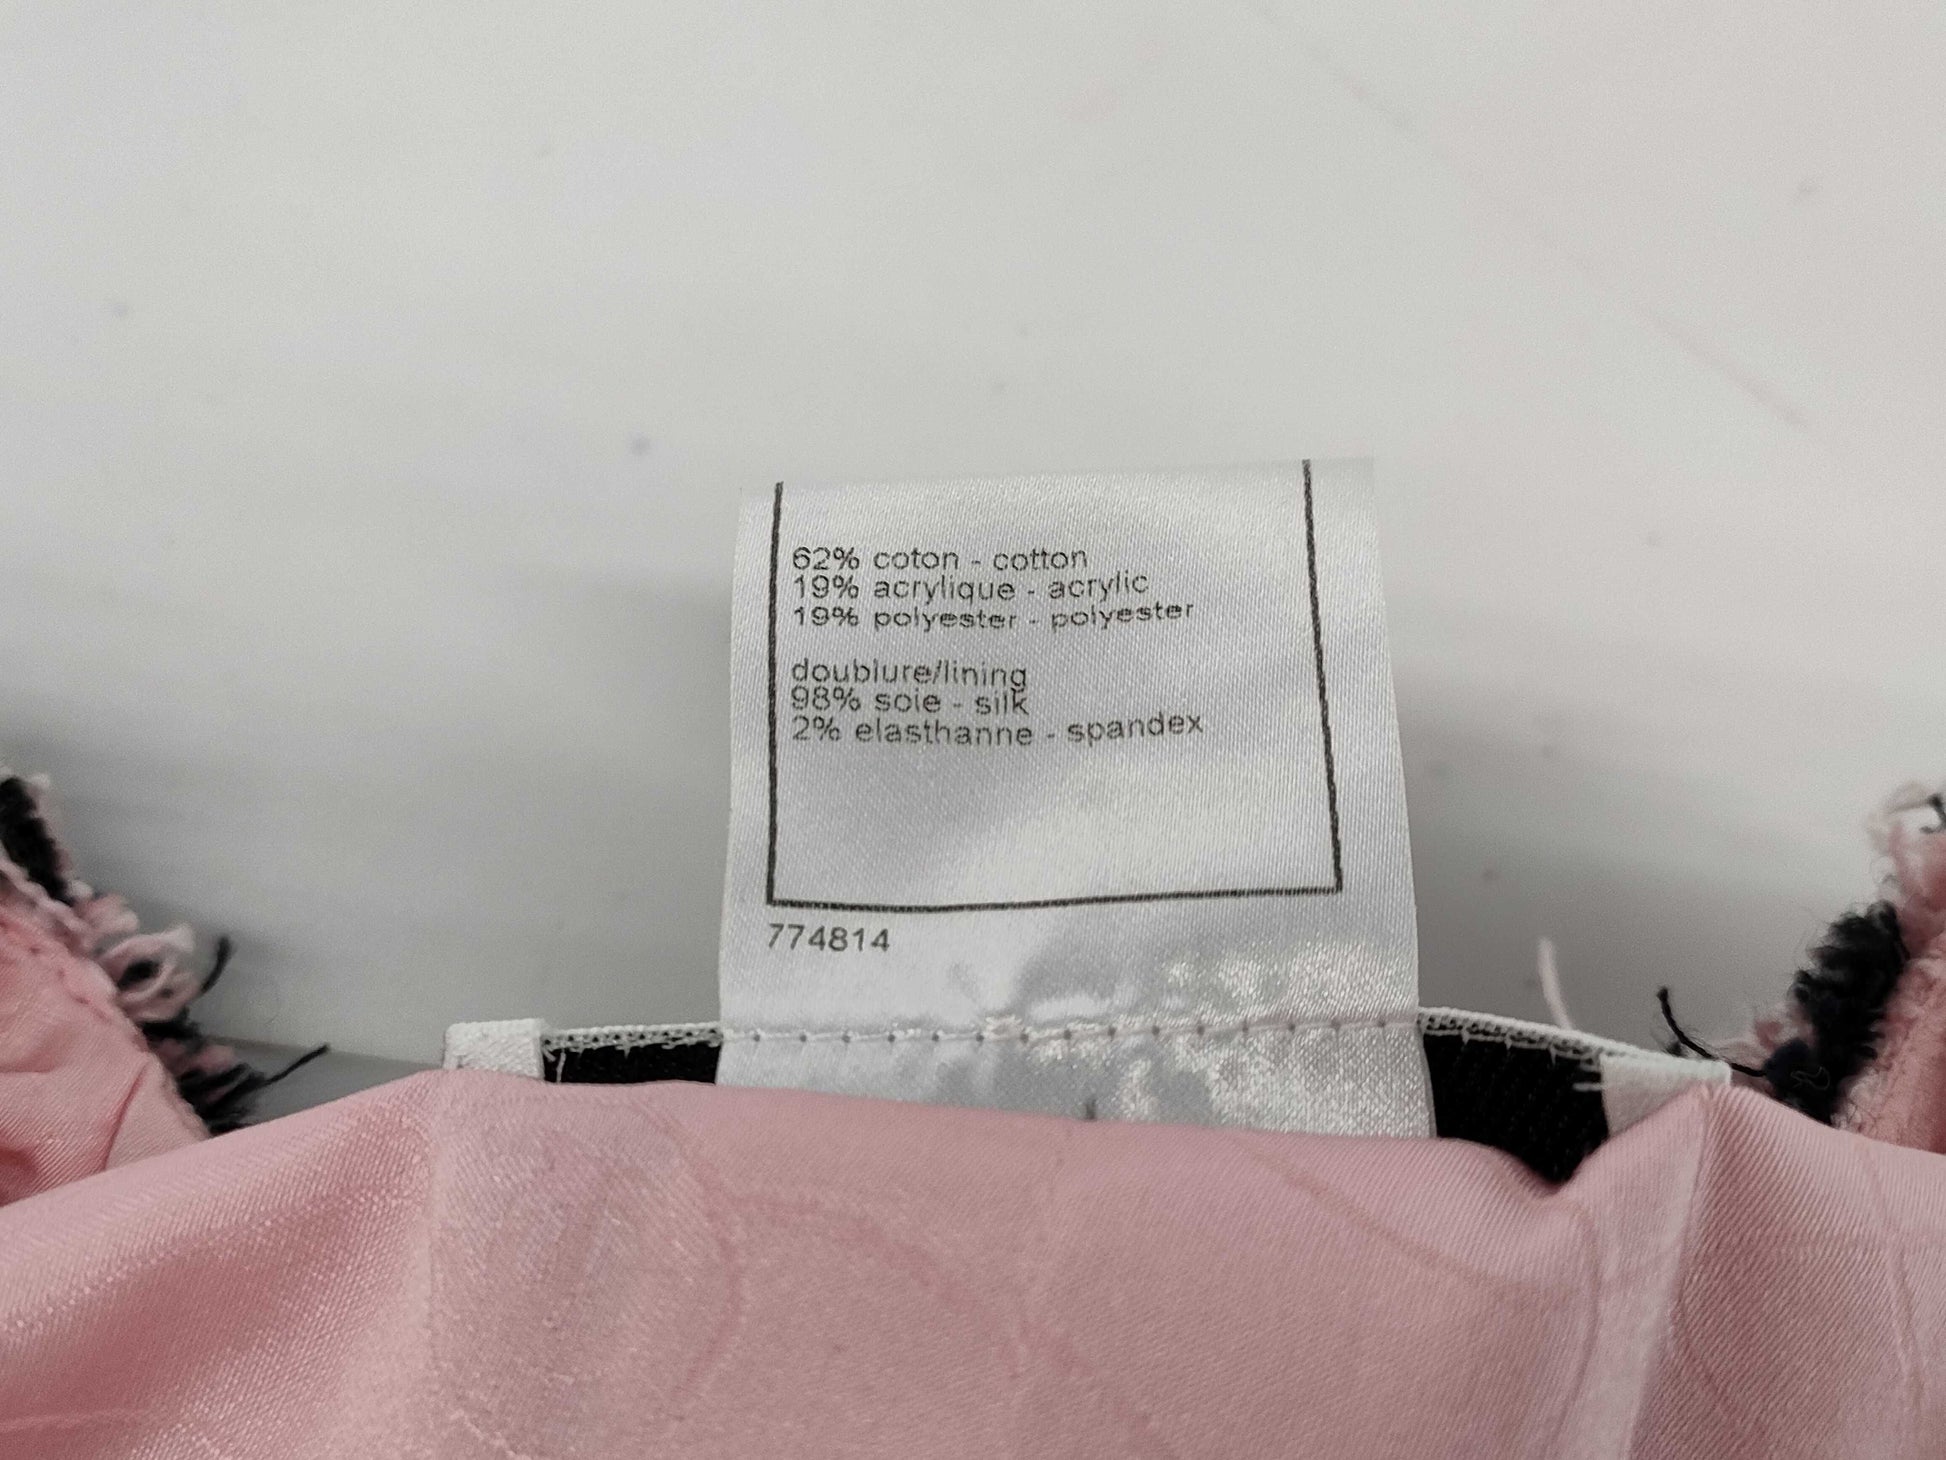 62% coton - cotton
19% acrylique - acrylic
19% polyester - polyester
doublure/lining
98% soie - silk
2% elasthanne - spandex
774814